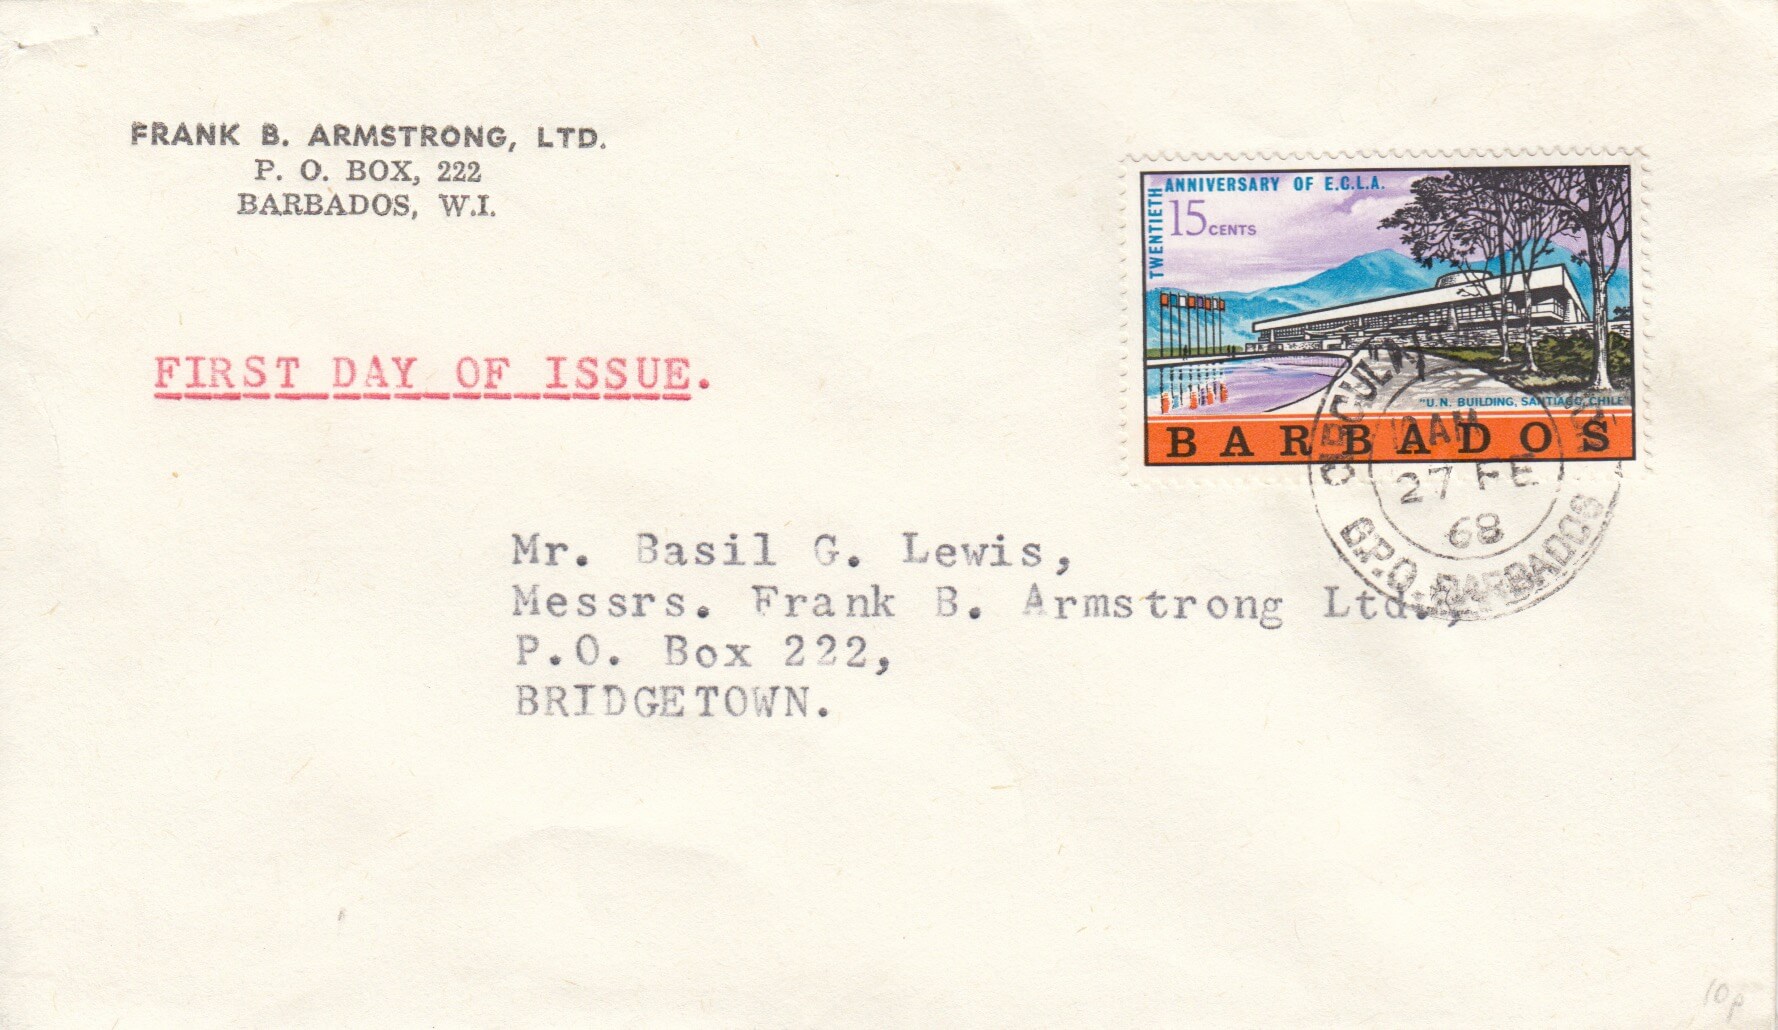 FRANK B. ARMSTRONG, LTD.
P. O. BOX, 222
BARBADOS, W.I.
TWENTIETH
ANNIVERSARY OF E.C.L.A.
15 CENTS
"U.N. BUILDING, SANTIAGO, CHILE"
BARBADOS
AM
27 FE
68
G.P.O. BARBADOS
FIRST DAY OF ISSUE.
Mr. Basil G. Lewis,
Messrs. Frank B. Armstrong Ltd.,
P.O. Box 222,
BRIDGETOWN.
10p